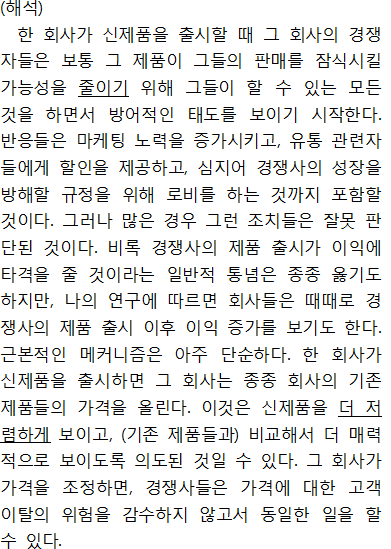 (해석)
한 회사가 신제품을 출시할 때 그 회사의 경쟁
자들은 보통 그 제품이 그들의 판매를 잠식시킬
가능성을 줄이기 위해 그들이 할 수 있는 모든
것을 하면서 방어적인 태도를 보이기 시작한다.
반응들은 마케팅 노력을 증가시키고, 유통 관련자
들에게 할인을 제공하고, 심지어 경쟁사의 성장을
방해할 규정을 위해 로비를 하는 것까지 포함할
것이다. 그러나 많은 경우 그런 조치들은 잘못 판
단된 것이다. 비록 경쟁사의 제품 출시가 이익에
타격을 줄 것이라는 일반적 통념은 종종 옳기도
하지만, 나의 연구에 따르면 회사들은 때때로 경
쟁사의 제품 출시 이후 이익 증가를 보기도 한다.
근본적인 메커니즘은 아주 단순하다. 한 회사가
신제품을 출시하면 그 회사는 종종 회사의 기존
제품들의 가격을 올린다. 이것은 신제품을 더 저
렴하게 보이고, (기존 제품들과) 비교해서 더 매력
적으로 보이도록 의도된 것일 수 있다. 그 회사가
가격을 조정하면, 경쟁사들은 가격에 대한 고객
이탈의 위험을 감수하지 않고서 동일한 일을 할
수 있다.